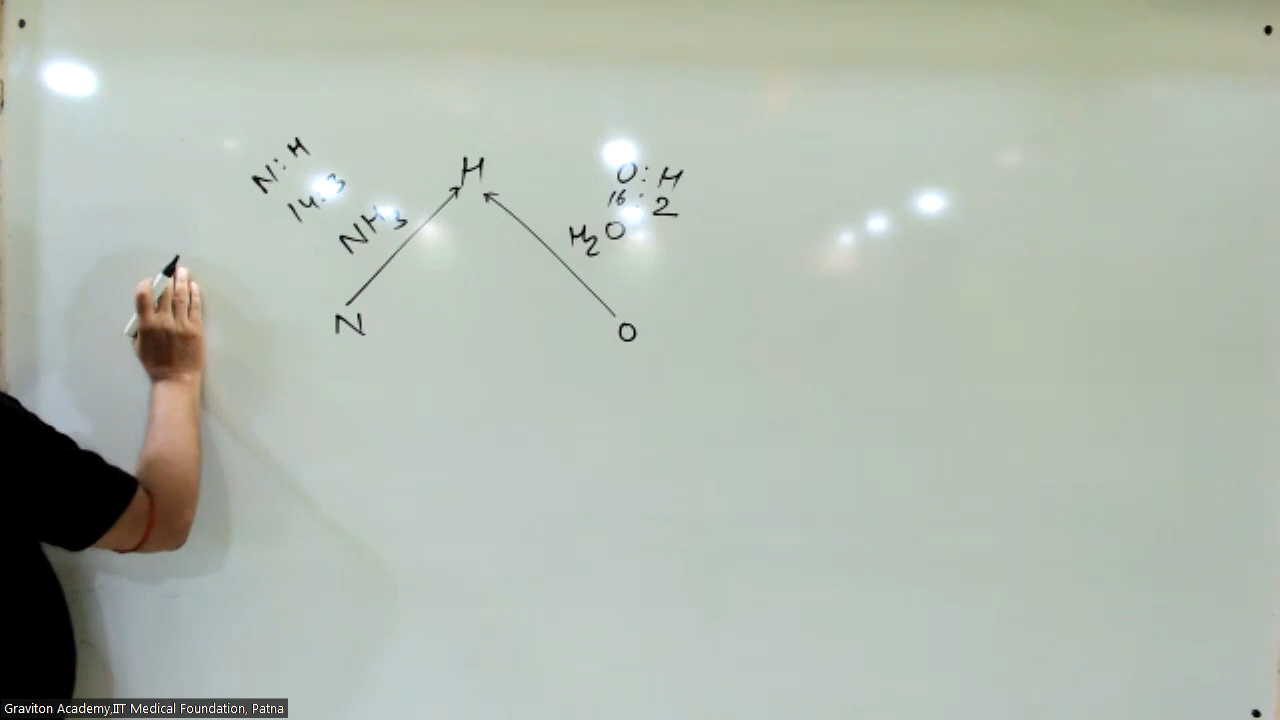 N:H
14:3
NH3
H
O:H
16:2
H2O
N
O
Graviton Academy,IIT Medical Foundation, Patna